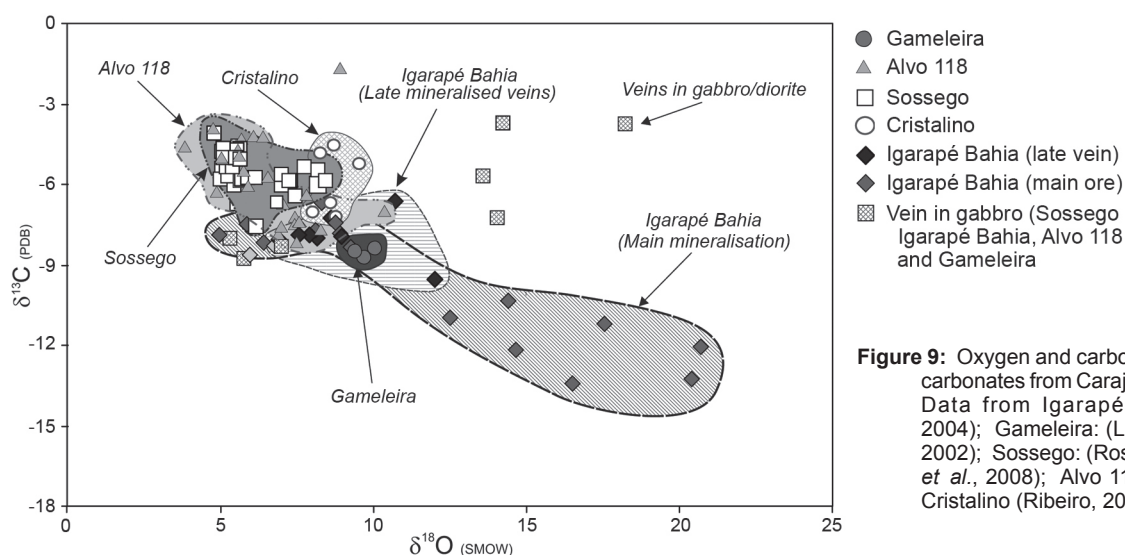 0
-3
-6
-9
-12
-15
-18
δ¹³C (PDB)
0
5
10
15
20
25
δ¹⁸O (SMOW)
Alvo 118
Cristalino
Igarapé Bahia
(Late mineralised veins)
Veins in gabbro/diorite
Igarapé Bahia
(Main mineralisation)
Sossego
Gameleira
Gameleira
Alvo 118
Sossego
Cristalino
Igarapé Bahia (late vein)
Igarapé Bahia (main ore)
Vein in gabbro (Sossego
Igarapé Bahia, Alvo 118
and Gameleira
Figure 9: Oxygen and carbo
carbonates from Caraj
Data from Igarapé
2004); Gameleira: (L
2002); Sossego: (Ros
et al., 2008); Alvo 11
Cristalino (Ribeiro, 20